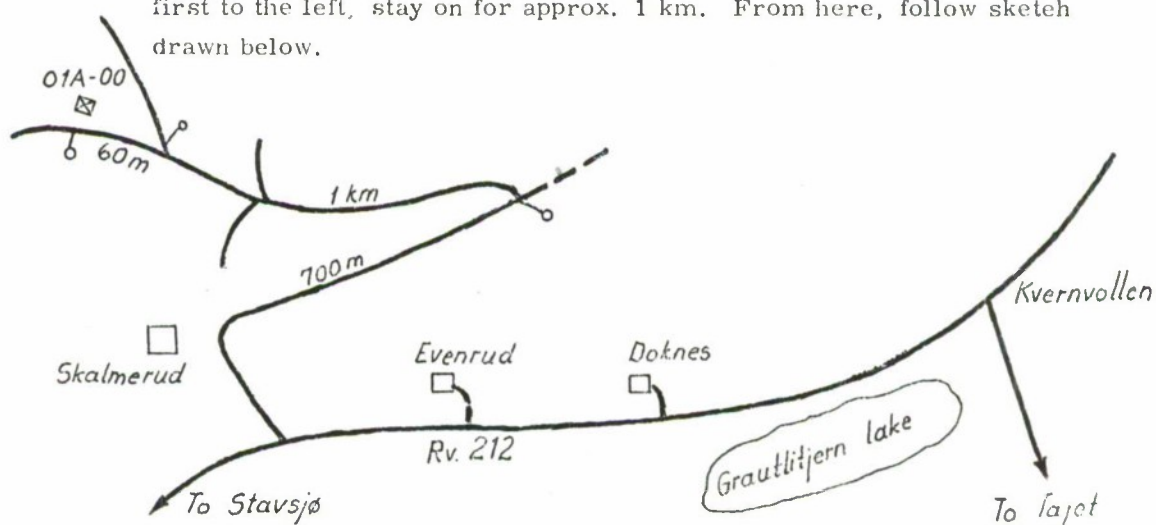 first to the left, stay on for approx. 1 km. From here, follow sketch
drawn below.
01A-00
60m
1 km
700m
Kvernvollen
Skalmerud
Evenrud
Doknes
Rv. 212
Grautlitjern lake
To Stavsjø
To